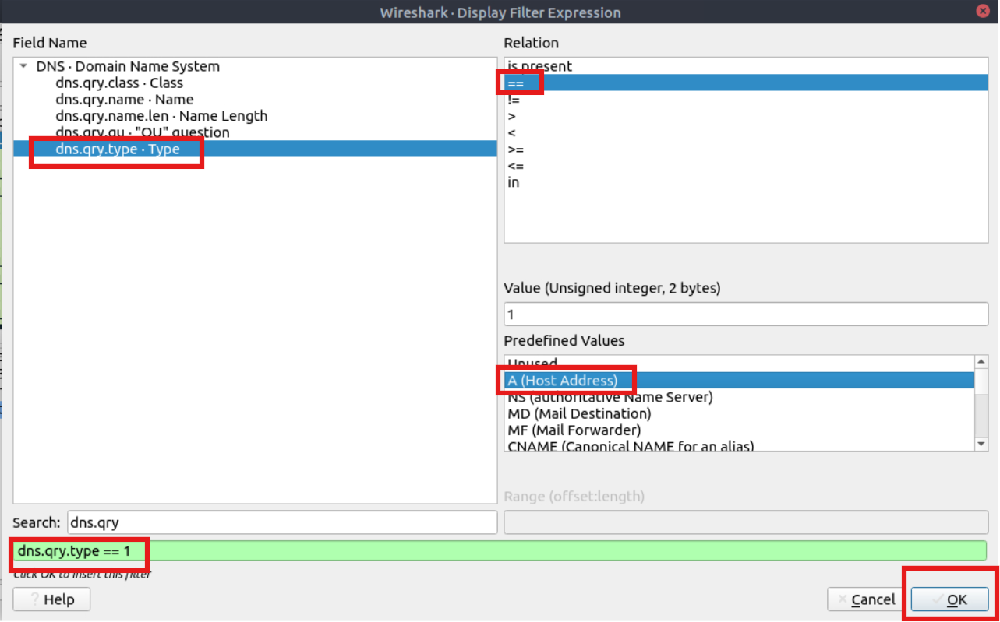 Wireshark · Display Filter Expression
Field Name
DNS · Domain Name System
dns.qry.class · Class
dns.qry.name · Name
dns.qry.name.len · Name Length
dns.qry.qu · "QU" question
dns.qry.type · Type
Search: dns.qry
dns.qry.type == 1
Click OK to insert this filter
Help
Relation
is present
==
!=
>
<
>=
<=
in
Value (Unsigned integer, 2 bytes)
1
Predefined Values
Unused
A (Host Address)
NS (authoritative Name Server)
MD (Mail Destination)
MF (Mail Forwarder)
CNAME (Canonical NAME for an alias)
Range (offset:length)
Cancel
OK